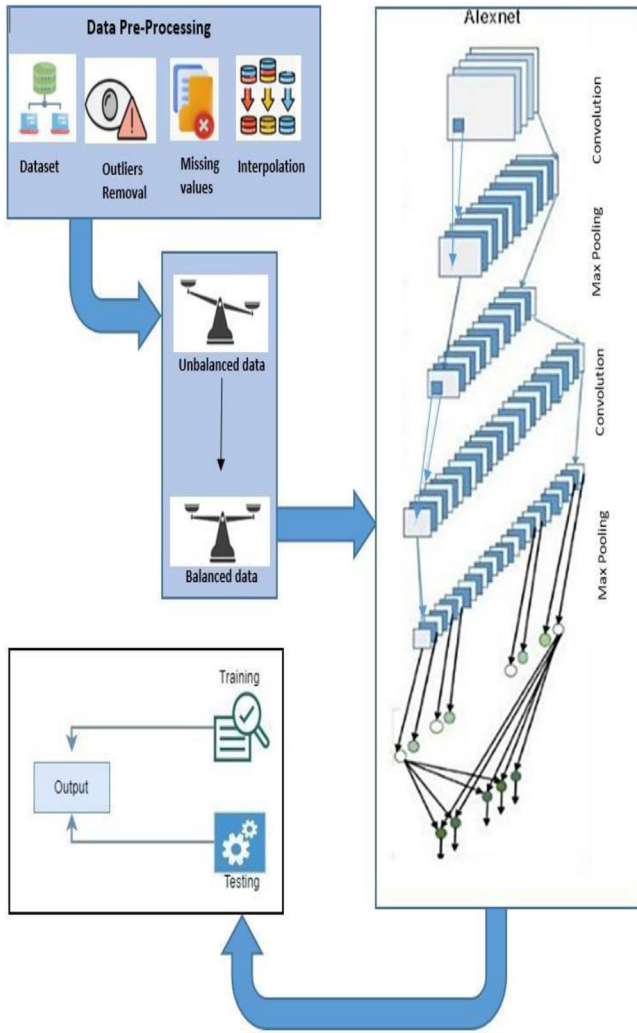 Data Pre-Processing
Dataset
Outliers
Removal
Missing
values
Interpolation
Unbalanced data
Balanced data
Alexnet
Convolution
Max Pooling
Convolution
Max Pooling
Training
Output
Testing